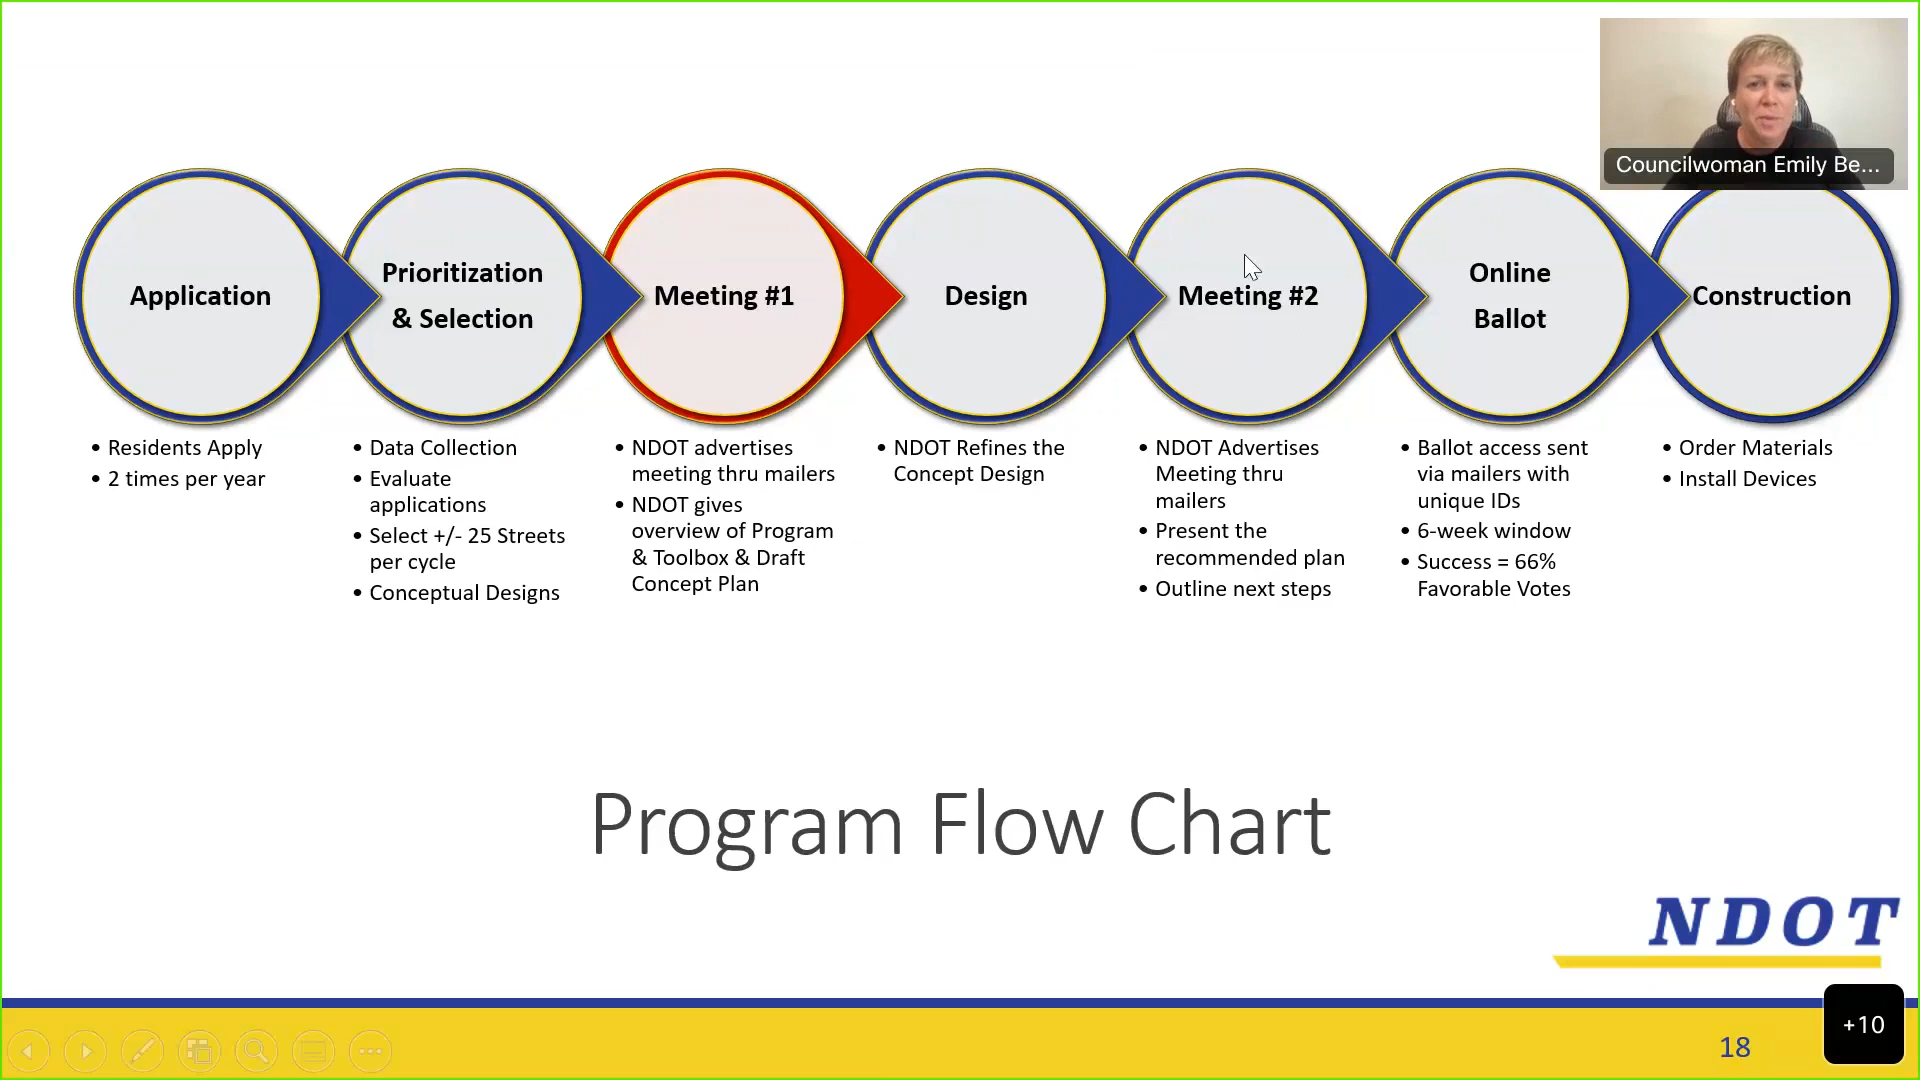 Councilwoman Emily Be...
Application
Prioritization
& Selection
Meeting #1
Design
Meeting #2
Online
Ballot
Construction
• Residents Apply
• 2 times per year
• Data Collection
• Evaluate
applications
• Select +/- 25 Streets
per cycle
• Conceptual Designs
• NDOT advertises
meeting thru mailers
• NDOT gives
overview of Program
& Toolbox & Draft
Concept Plan
• NDOT Refines the
Concept Design
• NDOT Advertises
Meeting thru
mailers
• Present the
recommended plan
• Outline next steps
• Ballot access sent
via mailers with
unique IDs
• 6-week window
• Success = 66%
Favorable Votes
• Order Materials
• Install Devices
Program Flow Chart
NDOT
+10
18